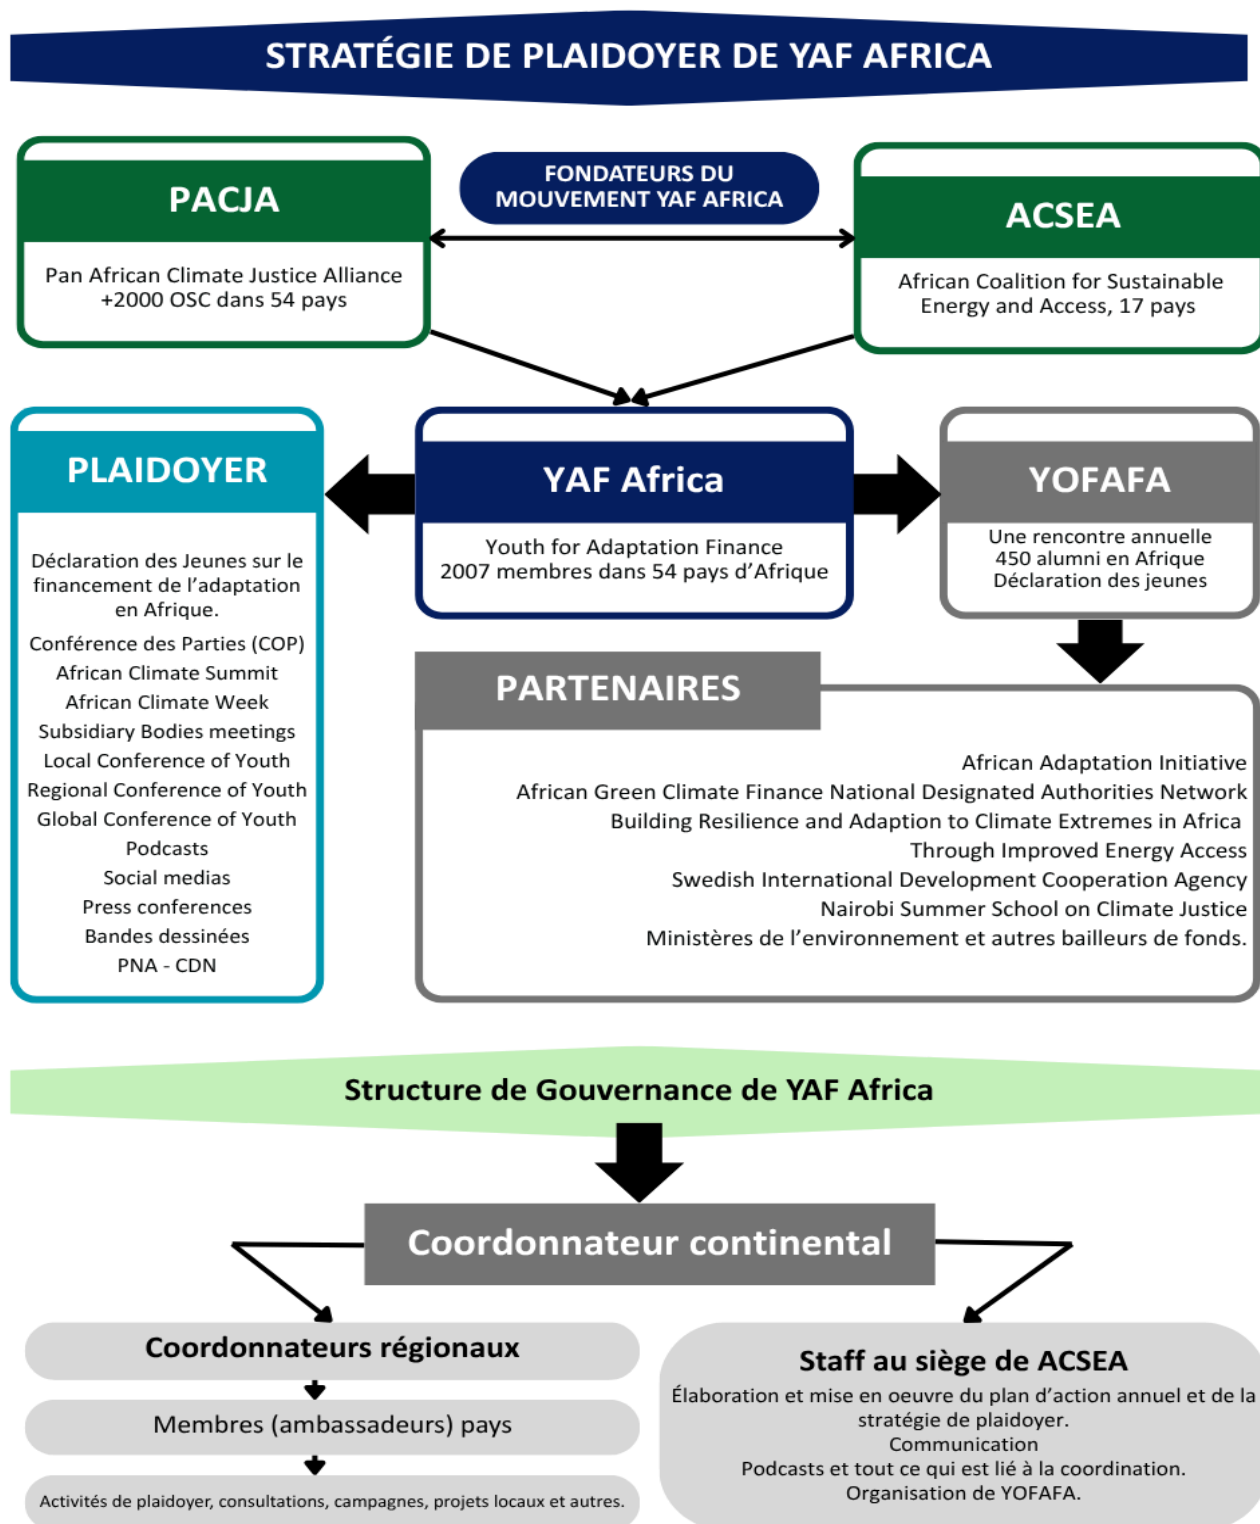 STRATÉGIE DE PLAIDOYER DE YAF AFRICA
PACJA
Pan African Climate Justice Alliance
+2000 OSC dans 54 pays
FONDATEURS DU
MOUVEMENT YAF AFRICA
ACSEA
African Coalition for Sustainable
Energy and Access, 17 pays
PLAIDOYER
Déclaration des Jeunes sur le
financement de l’adaptation
en Afrique.
Conférence des Parties (COP)
African Climate Summit
African Climate Week
Subsidiary Bodies meetings
Local Conference of Youth
Regional Conference of Youth
Global Conference of Youth
Podcasts
Social medias
Press conferences
Bandes dessinées
PNA - CDN
YAF Africa
Youth for Adaptation Finance
2007 membres dans 54 pays d’Afrique
YOFAFA
Une rencontre annuelle
450 alumni en Afrique
Déclaration des jeunes
PARTENAIRES
African Adaptation Initiative
African Green Climate Finance National Designated Authorities Network
Building Resilience and Adaption to Climate Extremes in Africa
Through Improved Energy Access
Swedish International Development Cooperation Agency
Nairobi Summer School on Climate Justice
Ministères de l’environnement et autres bailleurs de fonds.
Structure de Gouvernance de YAF Africa
Coordonnateur continental
Coordonnateurs régionaux
Membres (ambassadeurs) pays
Activités de plaidoyer, consultations, campagnes, projets locaux et autres.
Staff au siège de ACSEA
Élaboration et mise en oeuvre du plan d’action annuel et de la
stratégie de plaidoyer.
Communication
Podcasts et tout ce qui est lié à la coordination.
Organisation de YOFAFA.